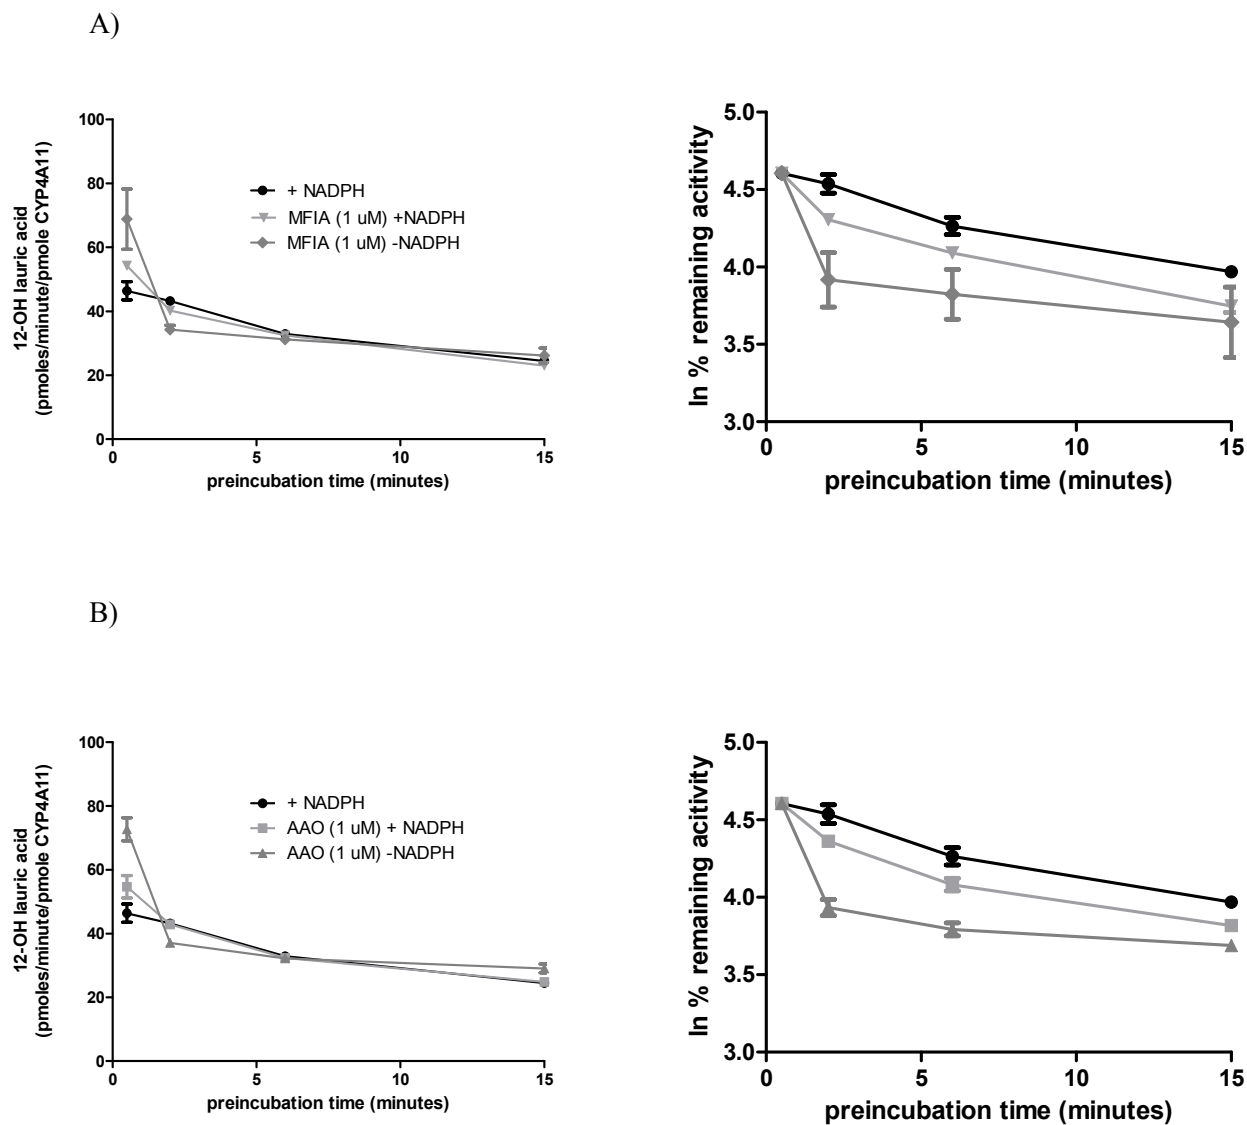 A)
100
80
60
40
20
0
0 5 10 15
12-OH lauric acid
(pmoles/minute/pmole CYP4A11)
preincubation time (minutes)
+ NADPH
MFIA (1 uM) +NADPH
MFIA (1 uM) -NADPH
5.0
4.5
4.0
3.5
3.0
0 5 10 15
ln % remaining acitivity
preincubation time (minutes)
B)
100
80
60
40
20
0
0 5 10 15
12-OH lauric acid
(pmoles/minute/pmole CYP4A11)
preincubation time (minutes)
+ NADPH
AAO (1 uM) + NADPH
AAO (1 uM) -NADPH
5.0
4.5
4.0
3.5
3.0
0 5 10 15
ln % remaining acitivity
preincubation time (minutes)